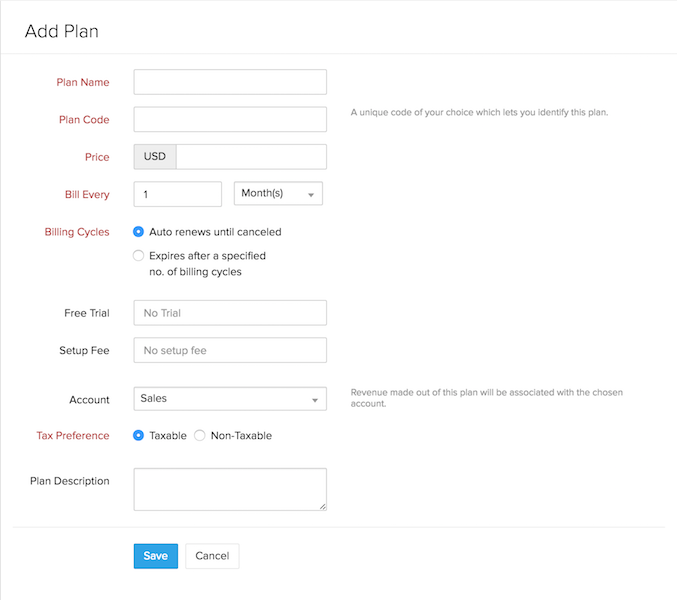 Add Plan
Plan Name
Plan Code
A unique code of your choice which lets you identify this plan.
Price
USD
Bill Every
1
Month(s)
Billing Cycles
Auto renews until canceled
Expires after a specified
no. of billing cycles
Free Trial
No Trial
Setup Fee
No setup fee
Account
Sales
Revenue made out of this plan will be associated with the chosen
account.
Tax Preference
Taxable
Non-Taxable
Plan Description
Save
Cancel